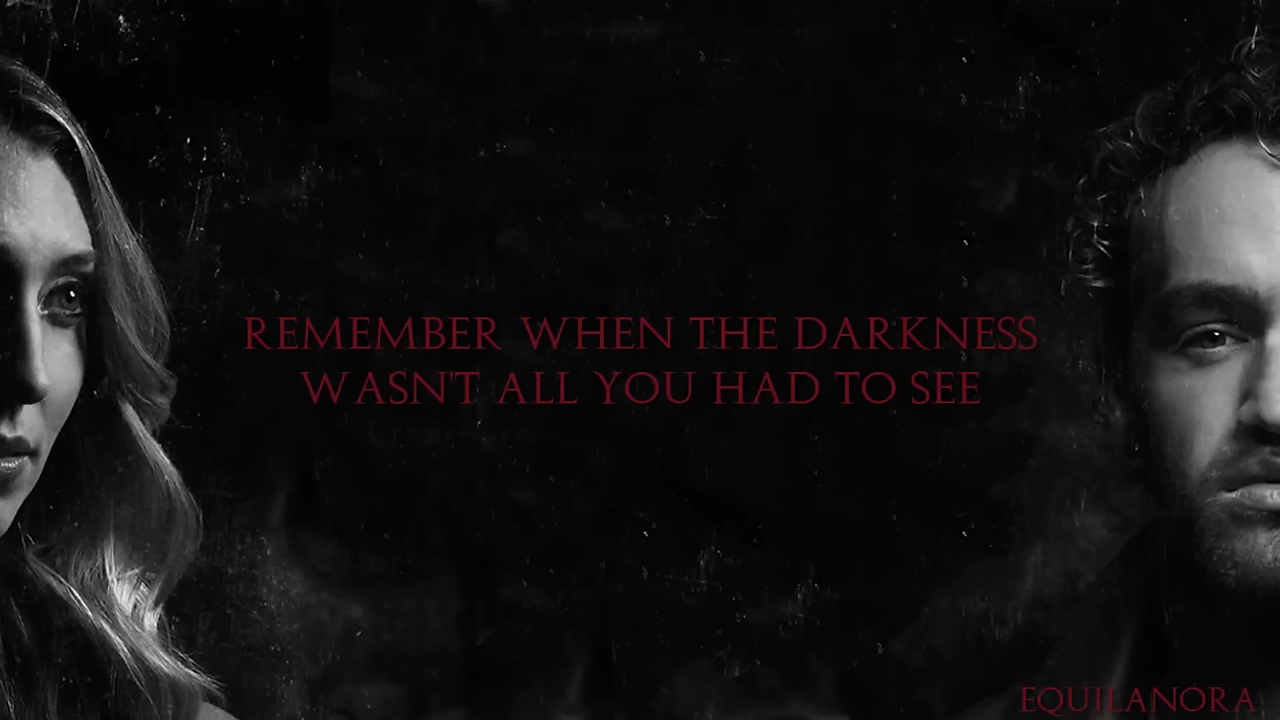 REMEMBER WHEN THE DARKNESS
WASN'T ALL YOU HAD TO SEE
EQUILANORA